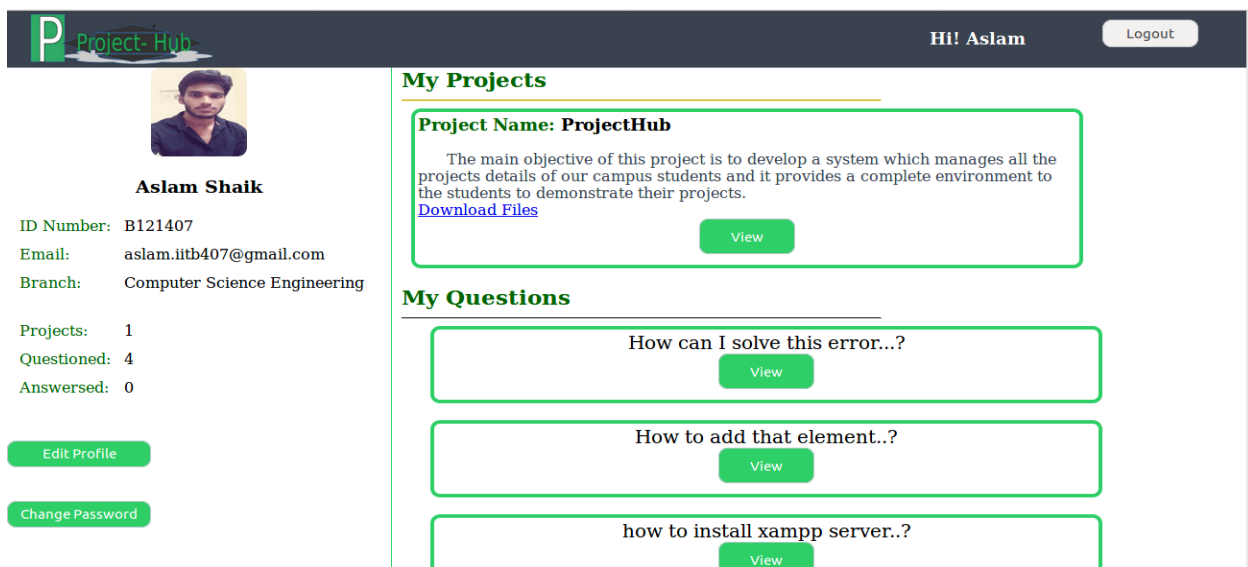 P Project- Hub
Hi! Aslam
Logout
Aslam Shaik
ID Number: B121407
Email: aslam.iitb407@gmail.com
Branch: Computer Science Engineering
Projects: 1
Questioned: 4
Answersed: 0
Edit Profile
Change Password
My Projects
Project Name: ProjectHub
The main objective of this project is to develop a system which manages all the
projects details of our campus students and it provides a complete environment to
the students to demonstrate their projects.
Download Files
View
My Questions
How can I solve this error...?
View
How to add that element..?
View
how to install xampp server..?
View